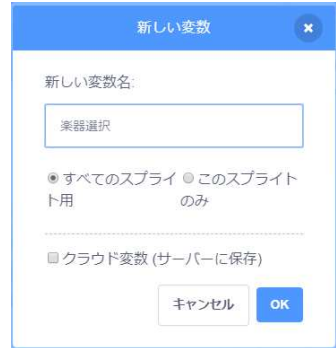 新しい変数
新しい変数名:
楽器選択
すべてのスプライ このスプライト
ト用 のみ
クラウド変数 (サーバーに保存)
キャンセル OK